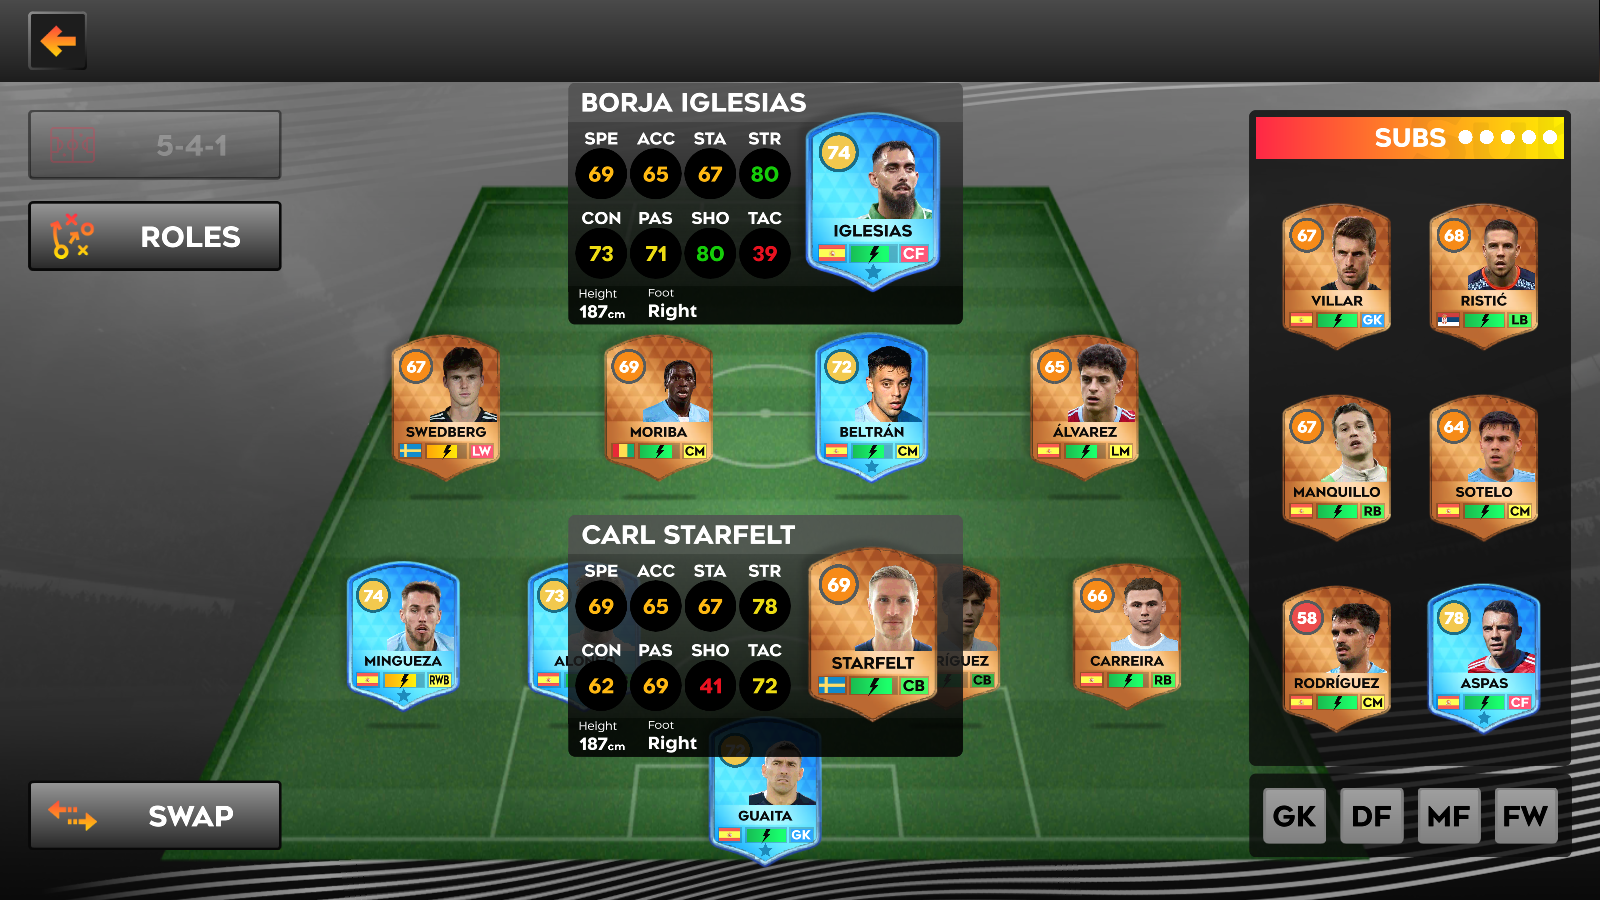 5-4-1
ROLES
BORJA IGLESIAS
SPE ACC STA STR
69 65 67 80
CON PAS SHO TAC
73 71 80 39
Height Foot
187cm Right
74
IGLESIAS
CF
SUBS
67
VILLAR
GK
68
RISTIĆ
LB
67
SWEDBERG
LW
69
MORIBA
CM
72
BELTRÁN
CM
65
ÁLVAREZ
LM
67
MANQUILLO
RB
64
SOTELO
CM
CARL STARFELT
SPE ACC STA STR
69 65 67 78
CON PAS SHO TAC
62 69 41 72
Height Foot
187cm Right
69
STARFELT
CB
74
MINGUEZA
RWB
73
RÍGUEZ
CB
66
CARREIRA
RB
58
RODRÍGUEZ
CM
78
ASPAS
CF
72
GUAITA
GK
SWAP
GK DF MF FW